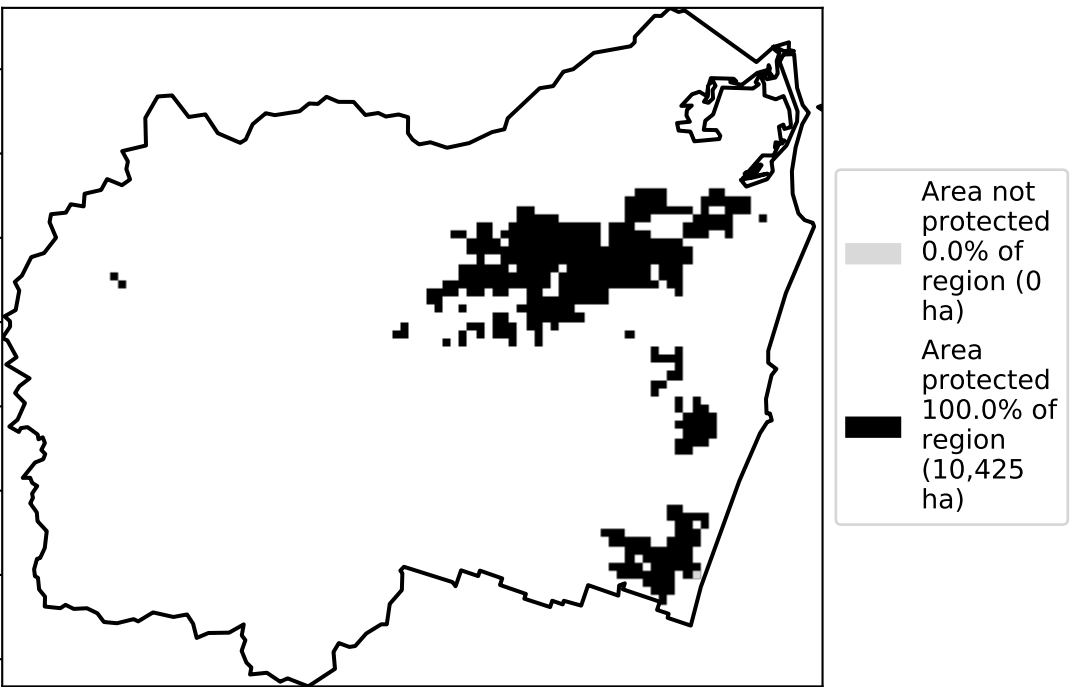 Area not
protected
0.0% of
region (0
ha)
Area
protected
100.0% of
region
(10,425
ha)